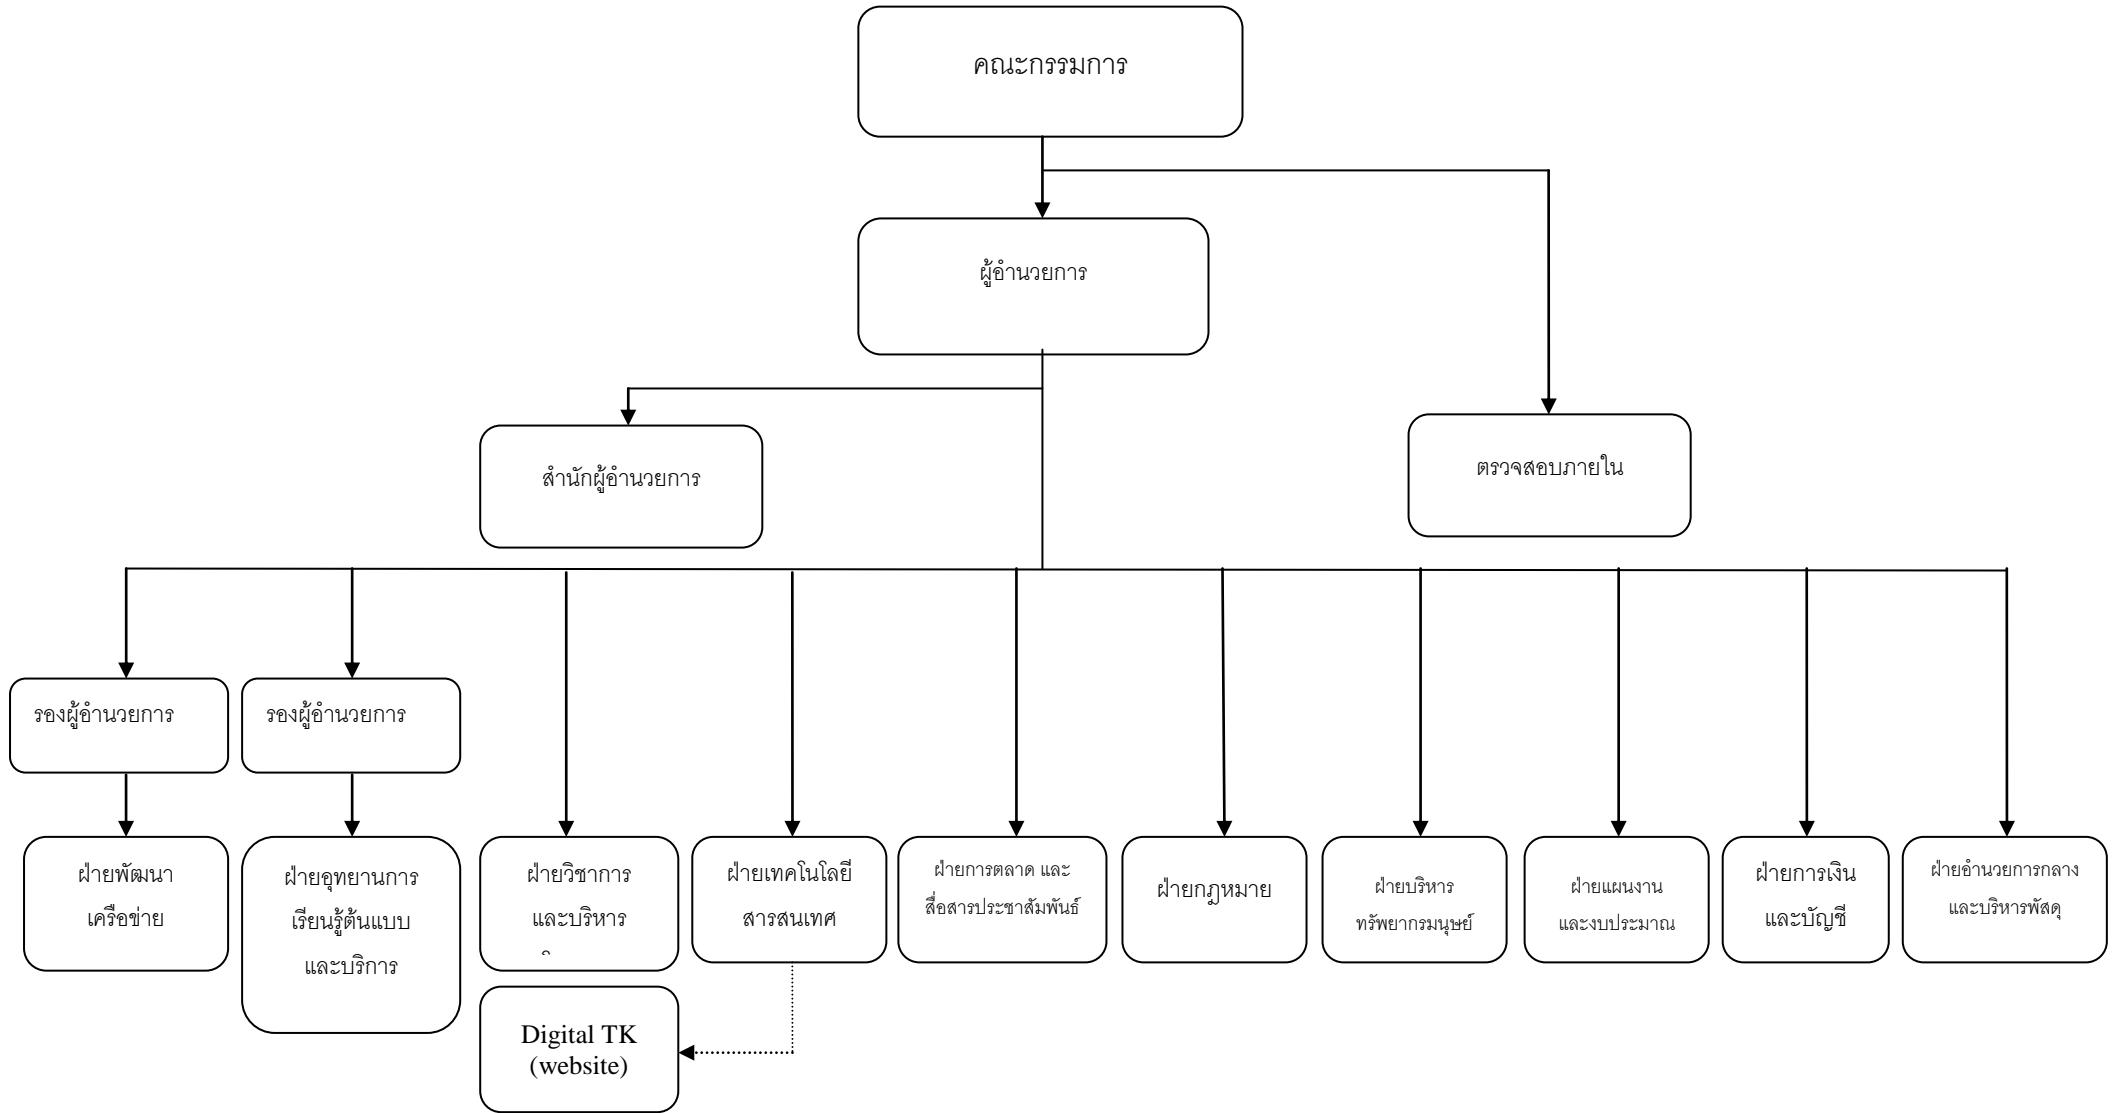 คณะกรรมการ
ผู้อำนวยการ
สำนักผู้อำนวยการ
ตรวจสอบภายใน
รองผู้อำนวยการ
รองผู้อำนวยการ
ฝ่ายพัฒนา
เครือข่าย
ฝ่ายอุทยานการ
เรียนรู้ต้นแบบ
และบริการ
ฝ่ายวิชาการ
และบริหาร
ฝ่ายเทคโนโลยี
สารสนเทศ
ฝ่ายการตลาด และ
สื่อสารประชาสัมพันธ์
ฝ่ายกฎหมาย
ฝ่ายบริหาร
ทรัพยากรมนุษย์
ฝ่ายแผนงาน
และงบประมาณ
ฝ่ายการเงิน
และบัญชี
ฝ่ายอำนวยการกลาง
และบริหารพัสดุ
Digital TK
(website)